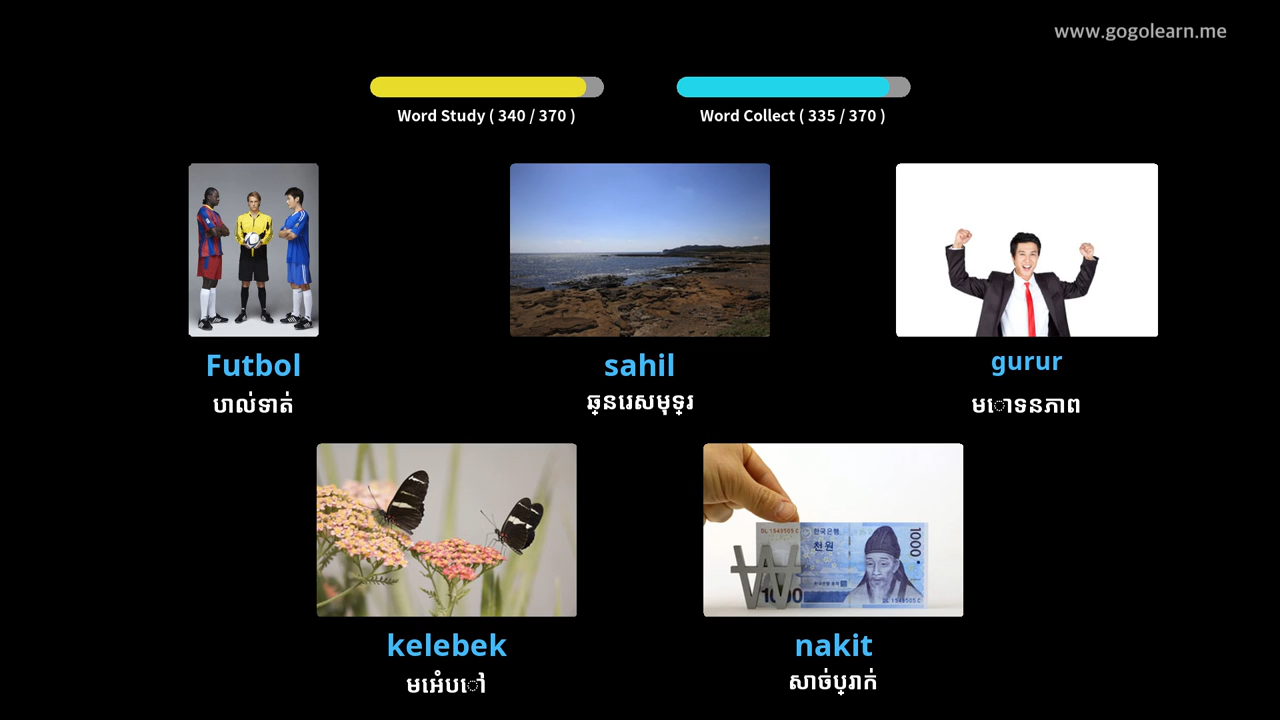 www.gogolearn.me
Word Study ( 340 / 370 )
Word Collect ( 335 / 370 )
Futbol
បាល់ទាត់
sahil
ឆ្នេរសមុទ្រ
gurur
មោទនភាព
한국은행
천원
1000
1000
kelebek
មេអំបៅ
nakit
សាច់ប្រាក់